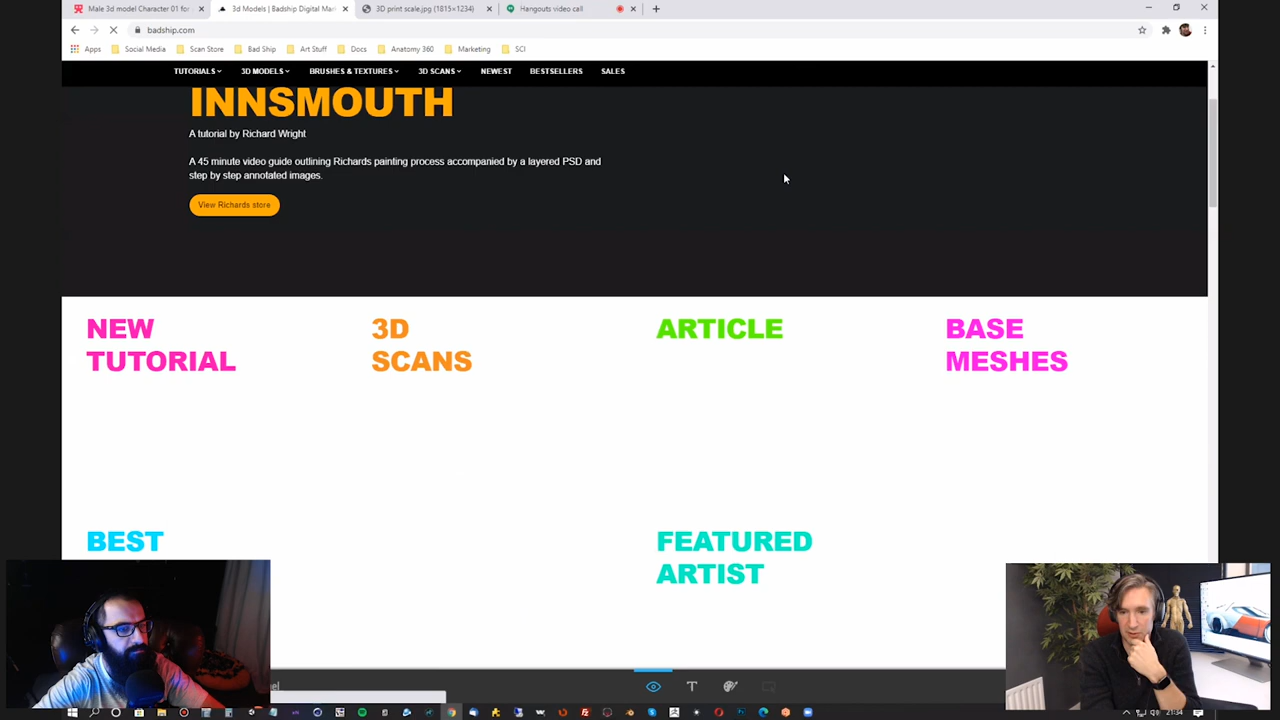 Male 3d model Character 01 for
3d Models | Badship Digital Mar
3D print scale.jpg (1815×1234)
Hangouts video call
badship.com
Apps
Social Media
Scan Store
Bad Ship
Art Stuff
Docs
Anatomy 360
Marketing
SCI
TUTORIALS
3D MODELS
BRUSHES & TEXTURES
3D SCANS
NEWEST
BESTSELLERS
SALES
INNSMOUTH
A tutorial by Richard Wright
A 45 minute video guide outlining Richards painting process accompanied by a layered PSD and
step by step annotated images.
View Richards store
NEW
TUTORIAL
3D
SCANS
ARTICLE
BASE
MESHES
BEST
FEATURED
ARTIST
21:34